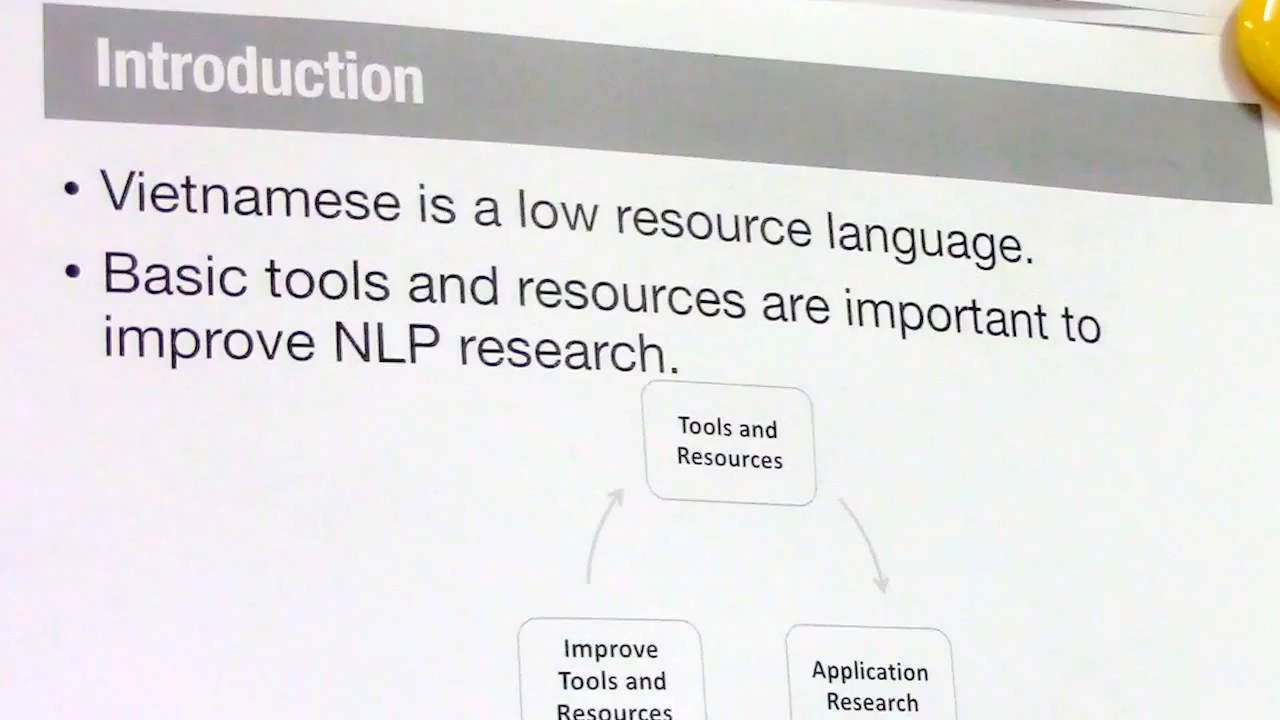 Introduction
• Vietnamese is a low resource language.
• Basic tools and resources are important to
improve NLP research.
Tools and
Resources
Improve
Tools and
Resources
Application
Research